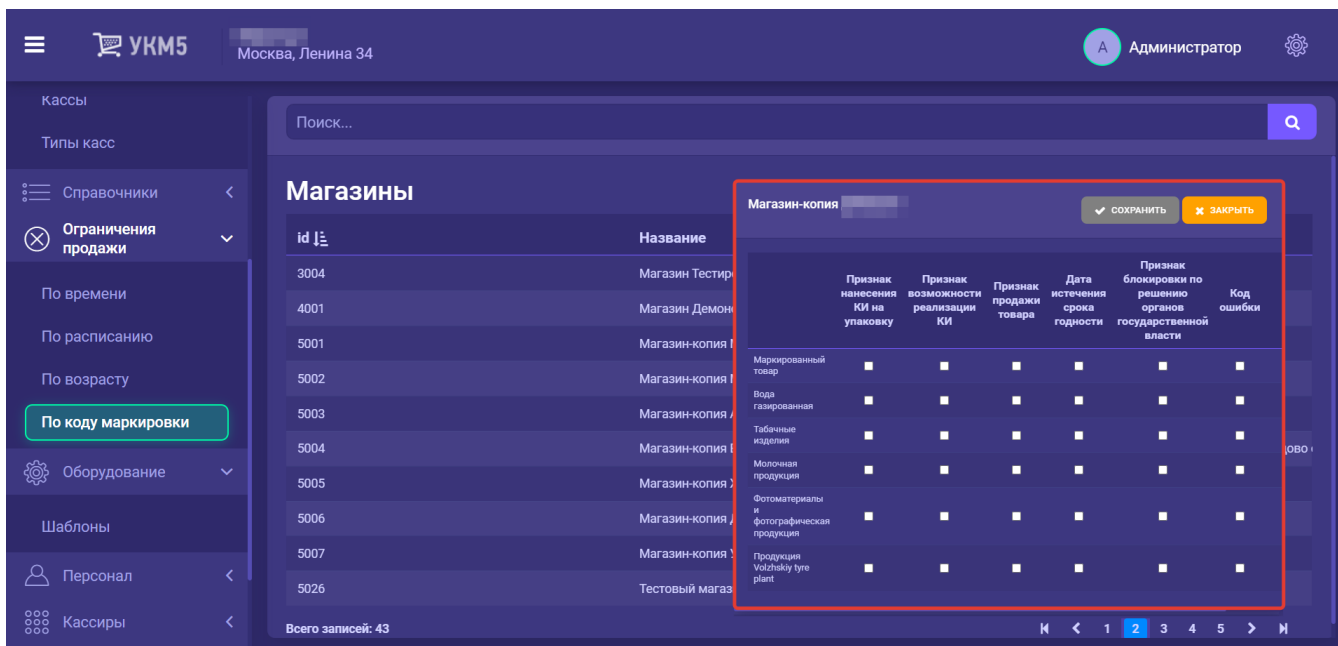 УКМ5
Москва, Ленина 34
А
Администратор
Кассы
Типы касс
Справочники
Ограничения
продажи
По времени
По расписанию
По возрасту
По коду маркировки
Оборудование
Шаблоны
Персонал
Кассиры
Поиск...
Магазины
id
Название
3004
Магазин
4001
Магазин
5001
Магазин-копия
5002
Магазин-копия
5003
Магазин-копия
5004
Магазин-копия
5005
Магазин-копия
5006
Магазин-копия
5007
Магазин-копия
5026
Тестовый
Всего записей: 43
1 2 3 4 5
Магазин-копия
СОХРАНИТЬ
ЗАКРЫТЬ
Признак
нанесения
КИ на
упаковку
Признак
возможности
реализации
КИ
Признак
продажи
товара
Дата
истечения
срока
годности
Признак
блокировки по
решению
органов
государственной
власти
Код
ошибки
Маркированный
товар
Вода
газированная
Табачные
изделия
Молочная
продукция
Фотоматериалы
и
фотографическая
продукция
Продукция
Volzhskiy tyre
plant